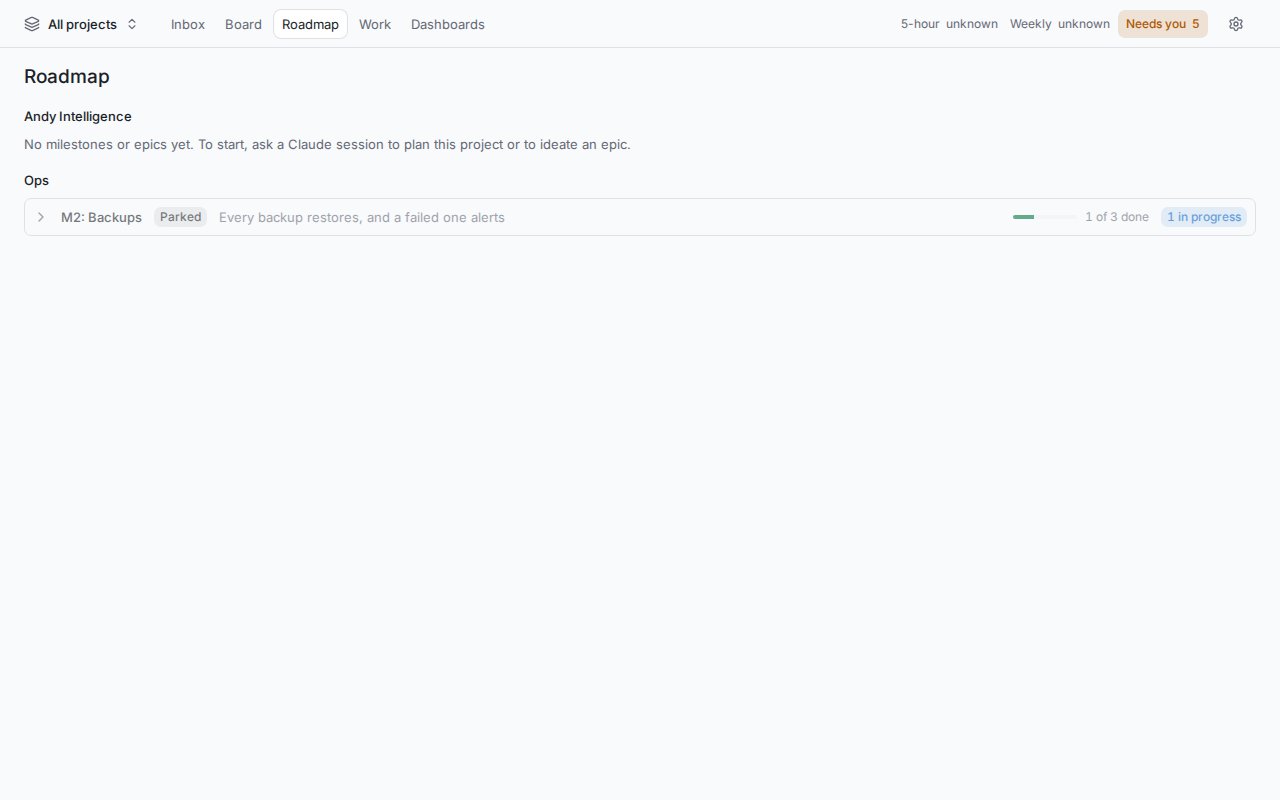 All projects Inbox Board Roadmap Work Dashboards 5-hour unknown Weekly unknown Needs you 5
Roadmap
Andy Intelligence
No milestones or epics yet. To start, ask a Claude session to plan this project or to ideate an epic.
Ops
M2: Backups Parked Every backup restores, and a failed one alerts 1 of 3 done 1 in progress